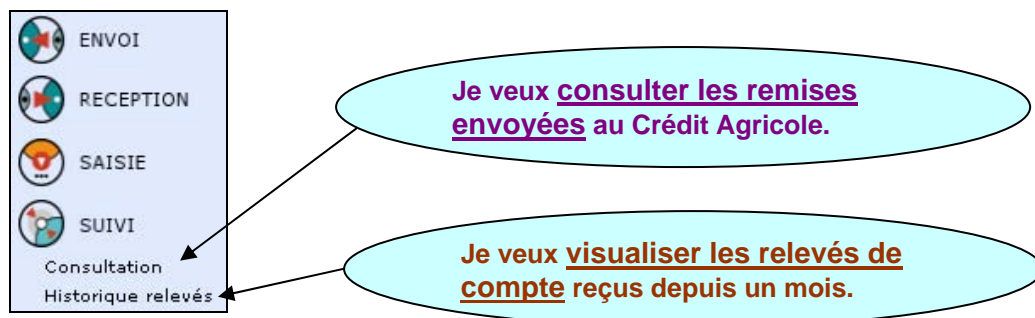 ENVOI
RECEPTION
SAISIE
SUIVI
Consultation
Historique relevés
Je veux consulter les remises
envoyées au Crédit Agricole.
Je veux visualiser les relevés de
compte reçus depuis un mois.